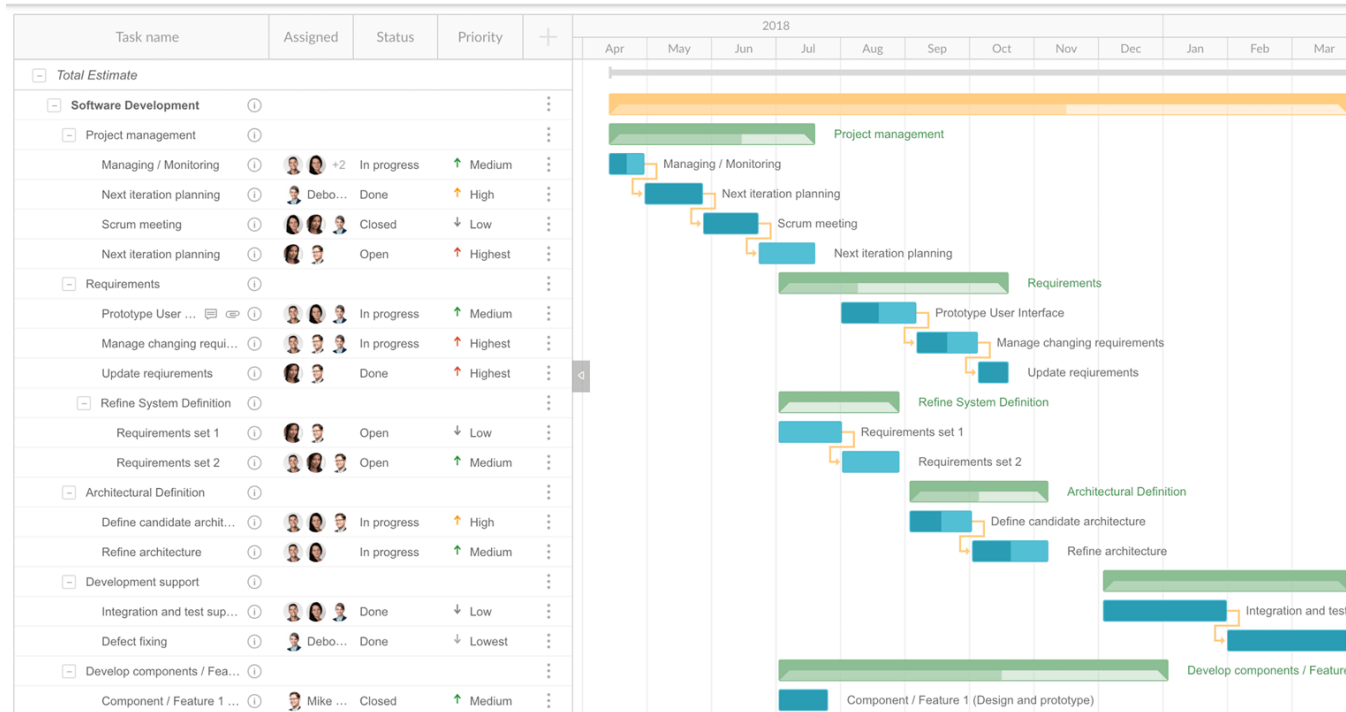 2018
Task name Assigned Status Priority
Apr May Jun Jul Aug Sep Oct Nov Dec Jan Feb Mar
Total Estimate
Software Development
Project management Project management
Managing / Monitoring +2 In progress Medium Managing / Monitoring
Next iteration planning Debo... Done High Next iteration planning
Scrum meeting Closed Low Scrum meeting
Next iteration planning Open Highest Next iteration planning
Requirements Requirements
Prototype User ... In progress Medium Prototype User Interface
Manage changing requi... In progress Highest Manage changing requirements
Update reqiurements Done Highest Update reqiurements
Refine System Definition Refine System Definition
Requirements set 1 Open Low Requirements set 1
Requirements set 2 Open Medium Requirements set 2
Architectural Definition Architectural Definition
Define candidate archit... In progress High Define candidate architecture
Refine architecture In progress Medium Refine architecture
Development support
Integration and test sup... Done Low Integration and test
Defect fixing Debo... Done Lowest
Develop components / Fea... Develop components / Feature
Component / Feature 1 ... Mike ... Closed Medium Component / Feature 1 (Design and prototype)